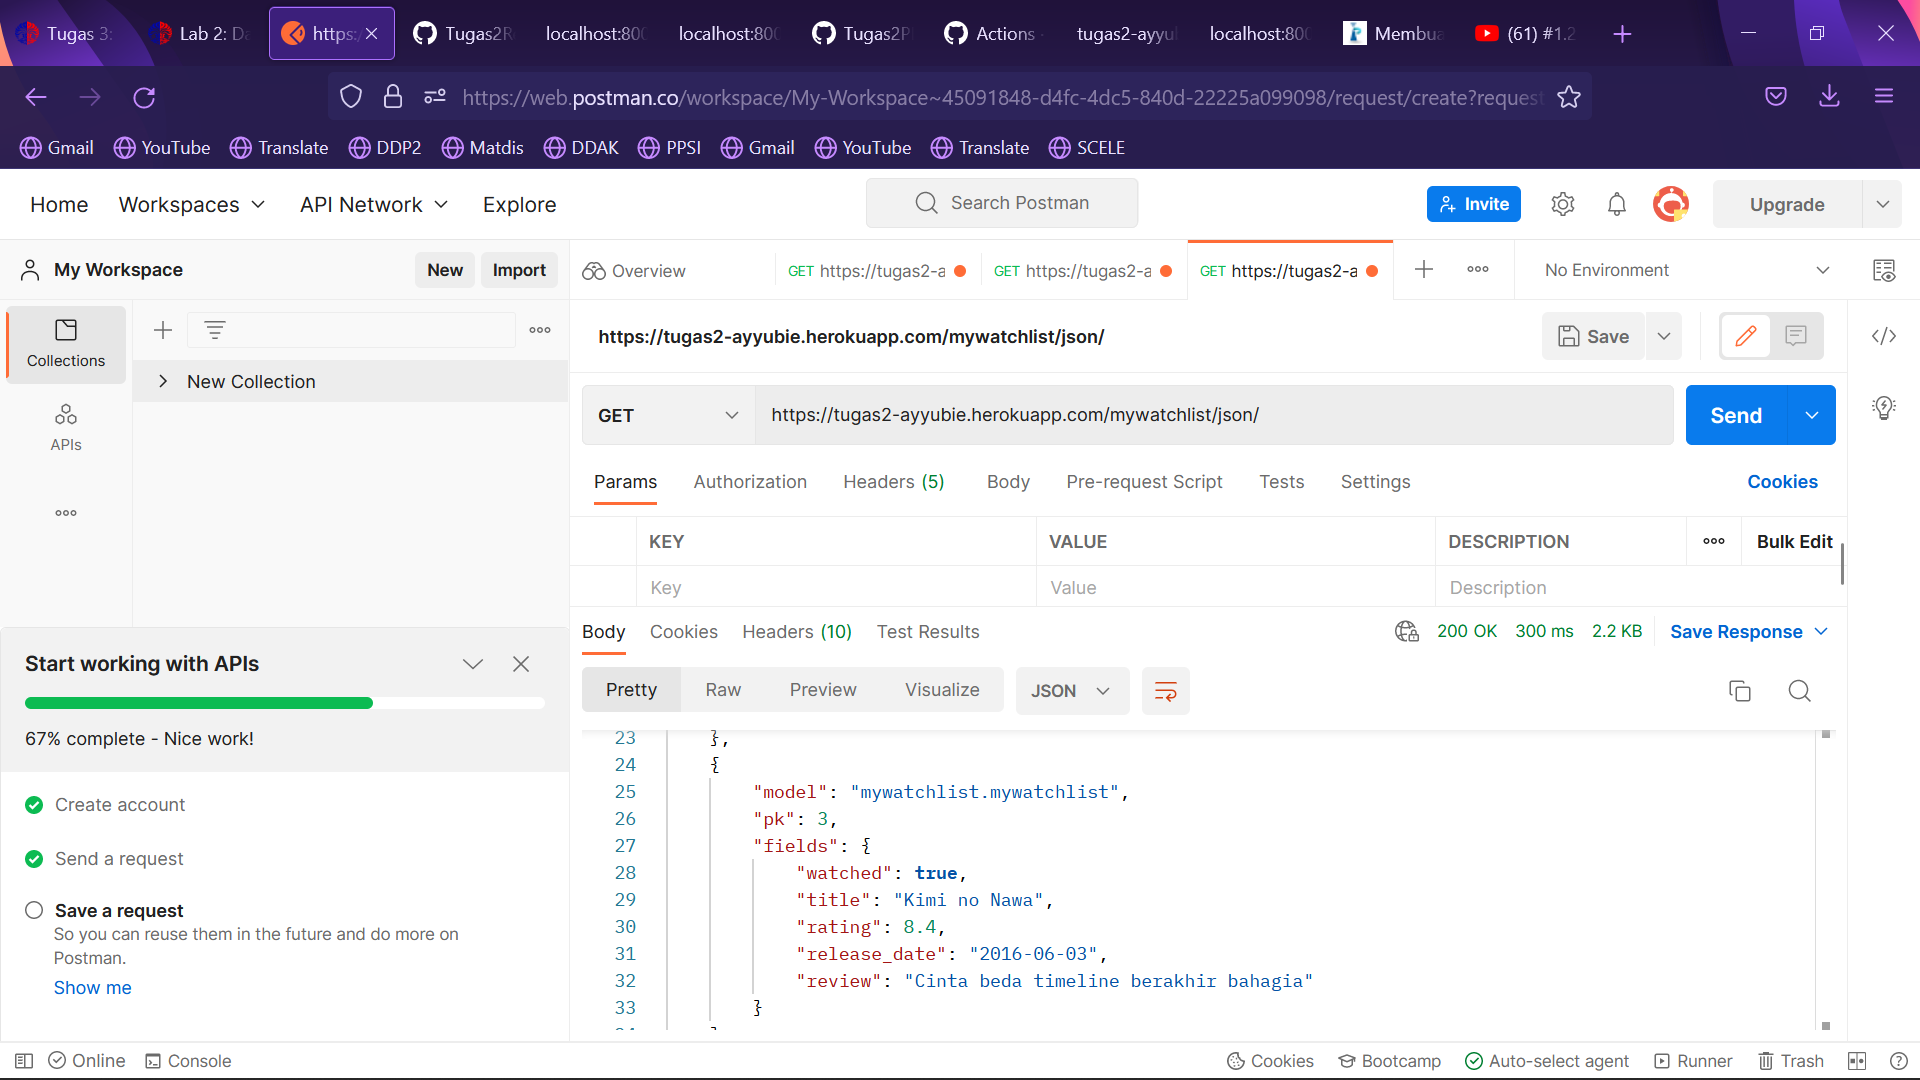 Tugas 3:
Lab 2: Da
https:/
Tugas2R
localhost:800
localhost:800
Tugas2P
Actions
tugas2-ayyu
localhost:800
Membua
(61) #1.2
https://web.postman.co/workspace/My-Workspace~45091848-d4fc-4dc5-840d-22225a099098/request/create?request
Gmail YouTube Translate DDP2 Matdis DDAK PPSI Gmail YouTube Translate SCELE
Home Workspaces API Network Explore
Search Postman
Invite
Upgrade
My Workspace
New Import
Overview
GET https://tugas2-a
GET https://tugas2-a
GET https://tugas2-a
No Environment
Collections
New Collection
APIs
https://tugas2-ayyubie.herokuapp.com/mywatchlist/json/
Save
GET https://tugas2-ayyubie.herokuapp.com/mywatchlist/json/
Send
Params Authorization Headers (5) Body Pre-request Script Tests Settings Cookies
KEY VALUE DESCRIPTION Bulk Edit
Key Value Description
Body Cookies Headers (10) Test Results 200 OK 300 ms 2.2 KB Save Response
Pretty Raw Preview Visualize JSON
23 },
24 {
25 "model": "mywatchlist.mywatchlist",
26 "pk": 3,
27 "fields": {
28 "watched": true,
29 "title": "Kimi no Nawa",
30 "rating": 8.4,
31 "release_date": "2016-06-03",
32 "review": "Cinta beda timeline berakhir bahagia"
33 }
Start working with APIs
67% complete - Nice work!
Create account
Send a request
Save a request
So you can reuse them in the future and do more on
Postman.
Show me
Online Console
Cookies Bootcamp Auto-select agent Runner Trash